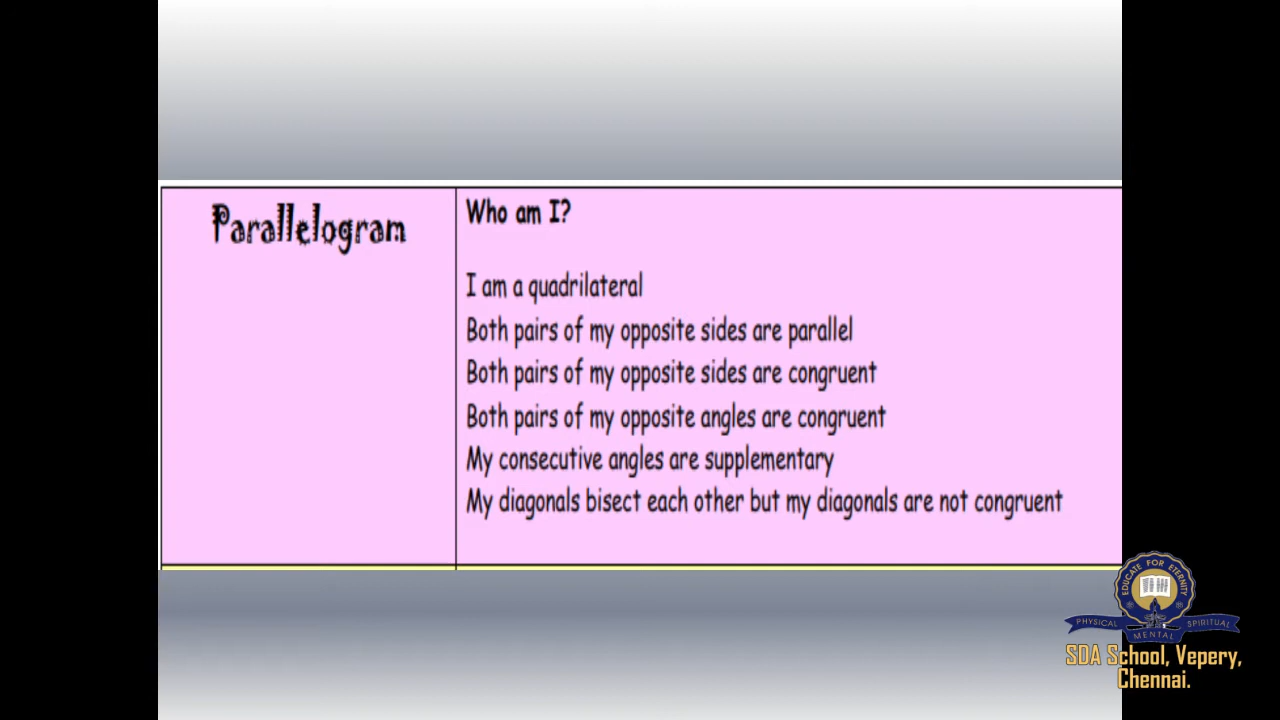 Parallelogram
Who am I?
I am a quadrilateral
Both pairs of my opposite sides are parallel
Both pairs of my opposite sides are congruent
Both pairs of my opposite angles are congruent
My consecutive angles are supplementary
My diagonals bisect each other but my diagonals are not congruent
EDUCATE FOR ETERNITY
PHYSICAL MENTAL SPIRITUAL
SDA School, Vepery,
Chennai.